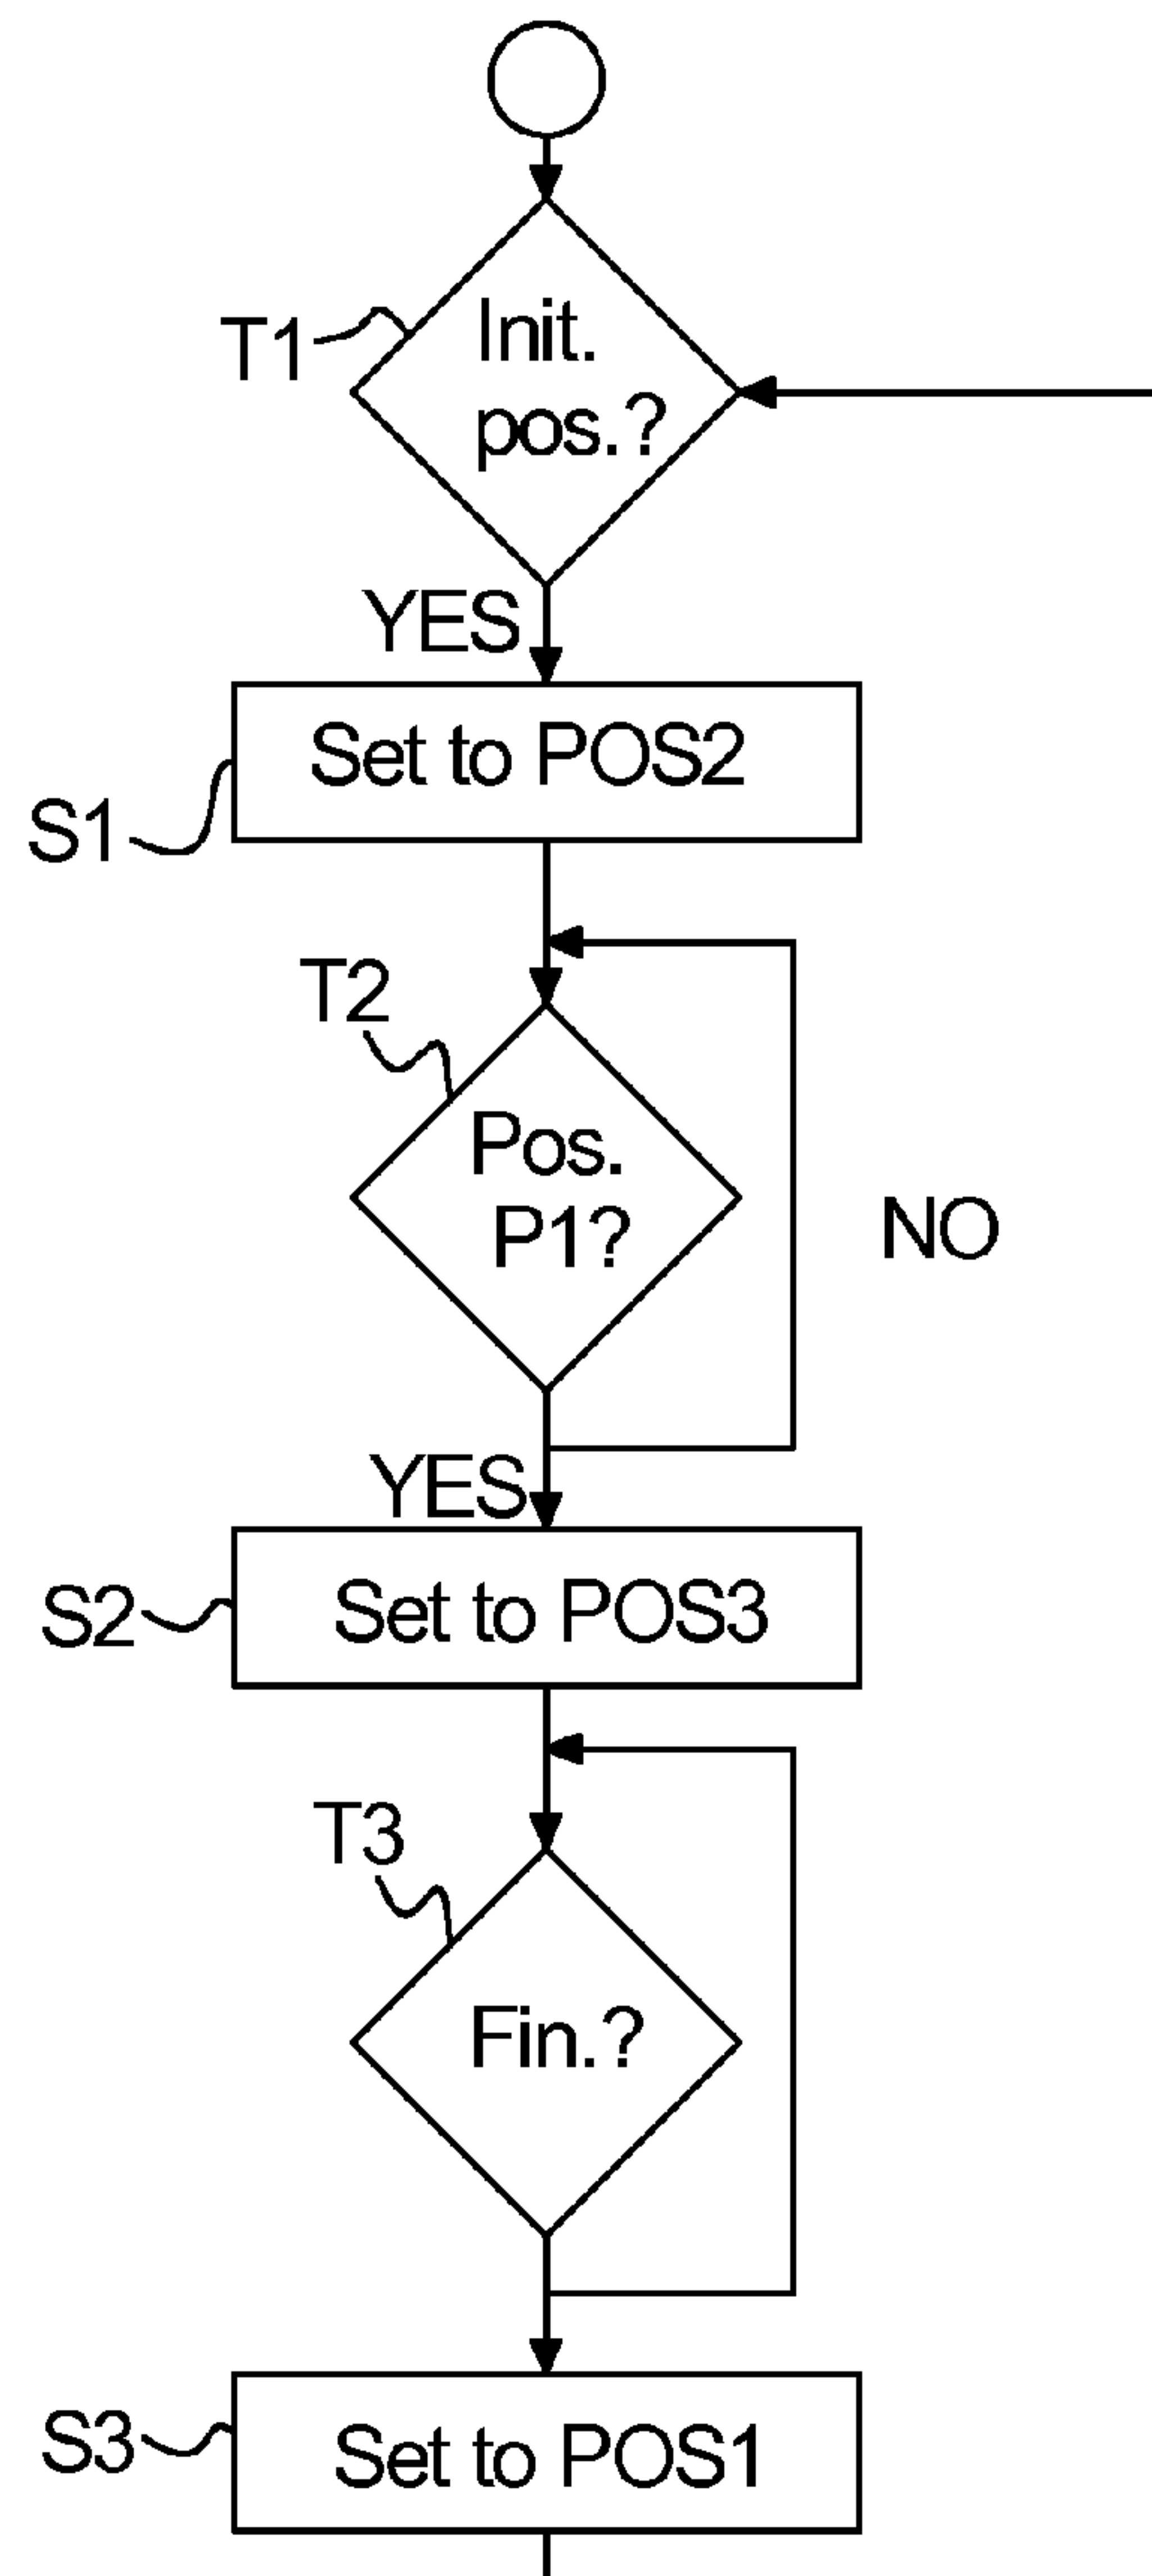 T1
Init.
pos.?
YES
Set to POS2
S1
T2
Pos.
P1?
NO
YES
Set to POS3
S2
T3
Fin.?
Set to POS1
S3